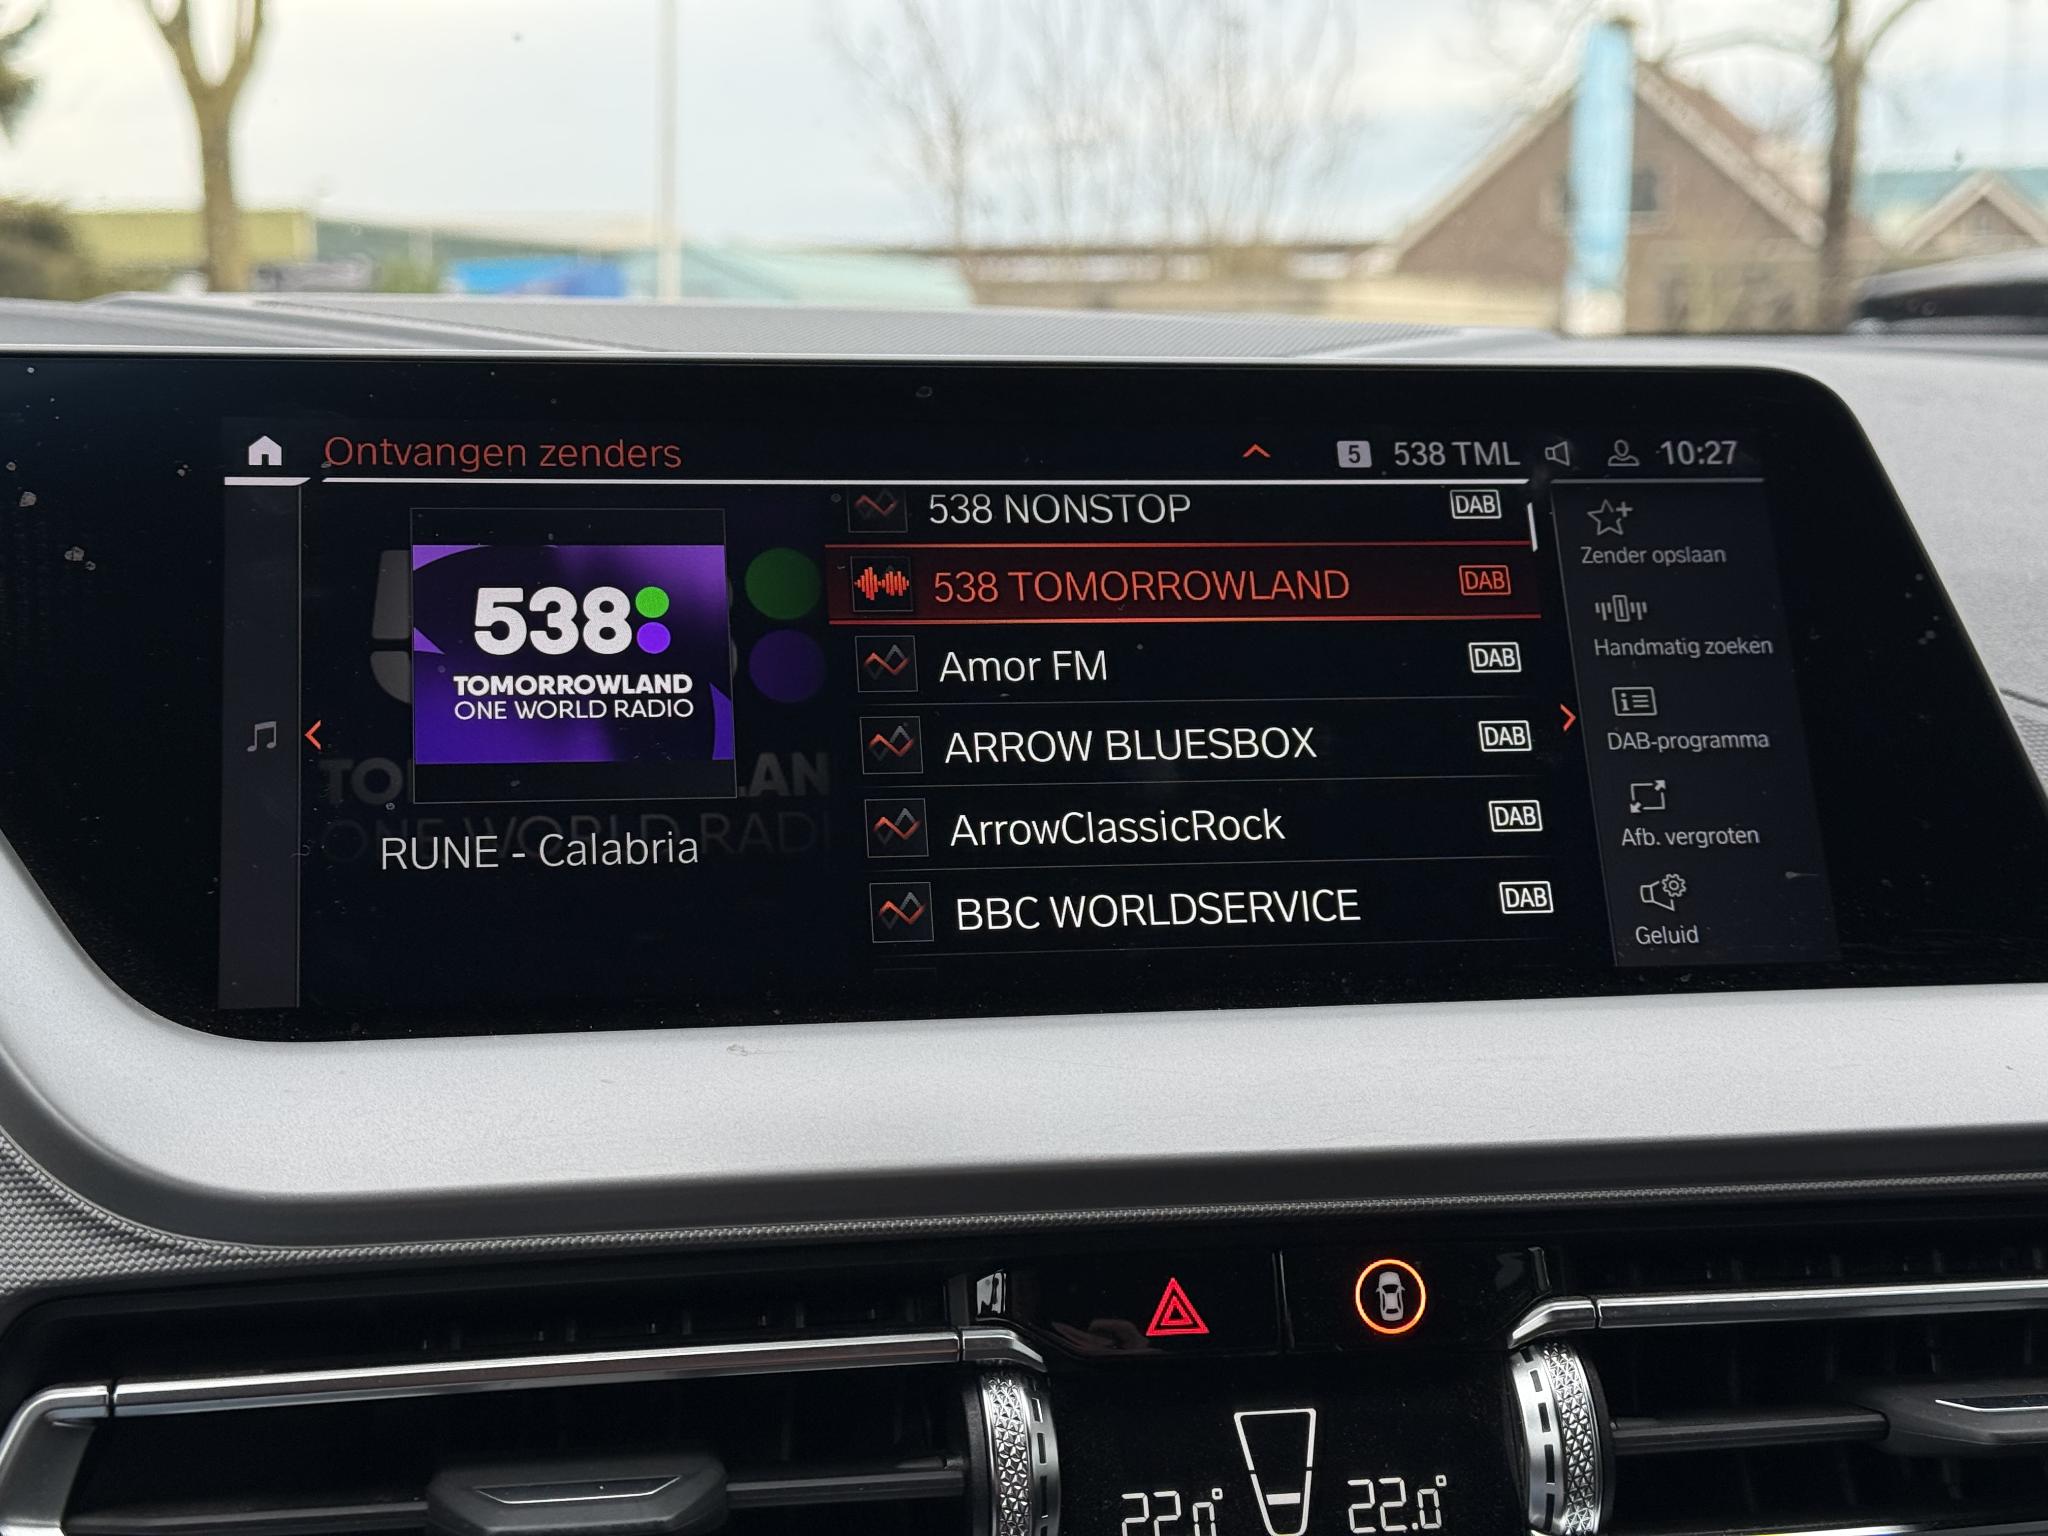 Ontvangen zenders
5 538 TML 10:27
538
TOMORROWLAND
ONE WORLD RADIO
RUNE - Calabria
538 NONSTOP DAB
538 TOMORROWLAND DAB
Amor FM DAB
ARROW BLUESBOX DAB
ArrowClassicRock DAB
BBC WORLDSERVICE DAB
Zender opslaan
Handmatig zoeken
DAB-programma
Afb. vergroten
Geluid
22.0° 22.0°